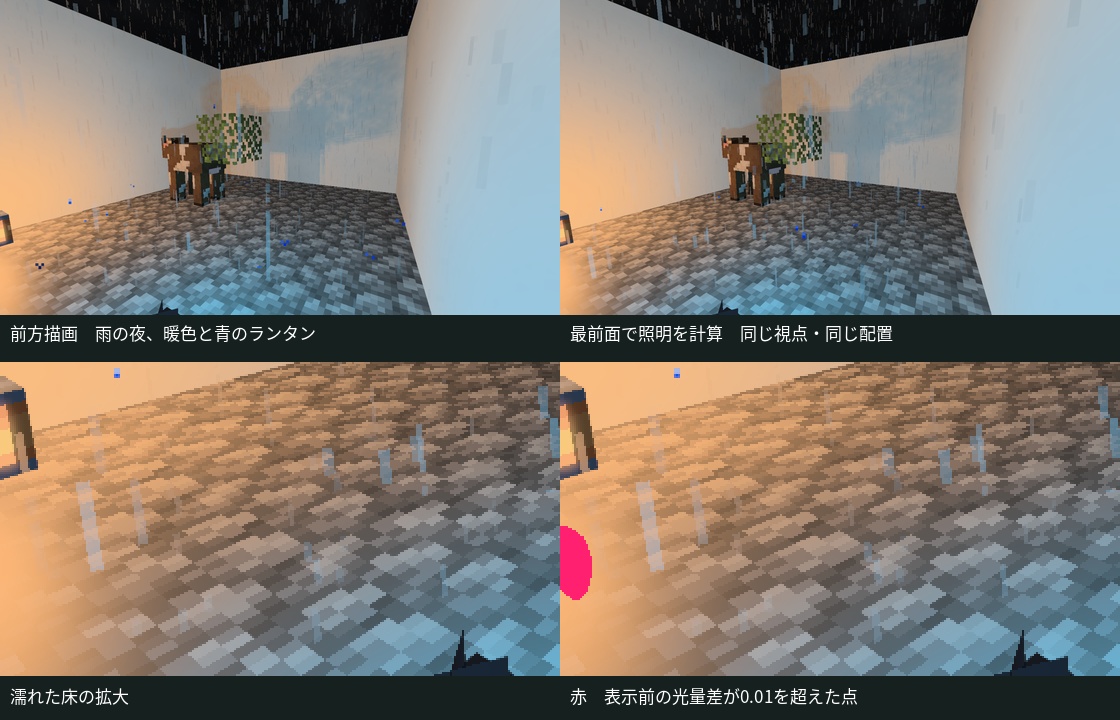 前方描画　雨の夜、暖色と青のランタン
最前面で照明を計算　同じ視点・同じ配置
濡れた床の拡大
赤　表示前の光量差が0.01を超えた点